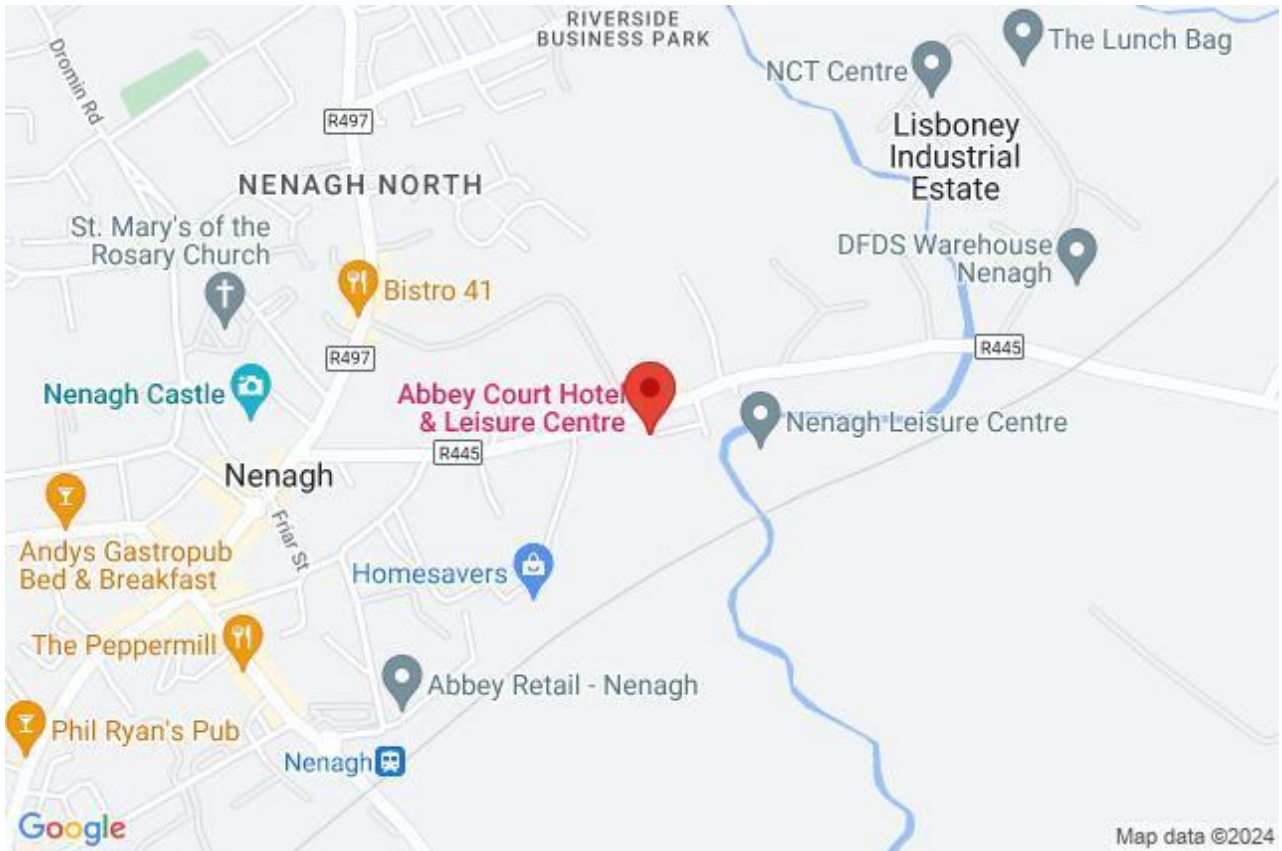 RIVERSIDE
BUSINESS PARK
The Lunch Bag
NCT Centre
Dromin Rd
R497
Lisboney
Industrial
Estate
NENAGH NORTH
St. Mary's of the
Rosary Church
DFDS Warehouse
Nenagh
Bistro 41
R497
R445
Nenagh Castle
Abbey Court Hotel
& Leisure Centre
Nenagh Leisure Centre
R445
Nenagh
Friar St
Andys Gastropub
Bed & Breakfast
Homesavers
The Peppermill
Abbey Retail - Nenagh
Phil Ryan's Pub
Nenagh
Google
Map data ©2024